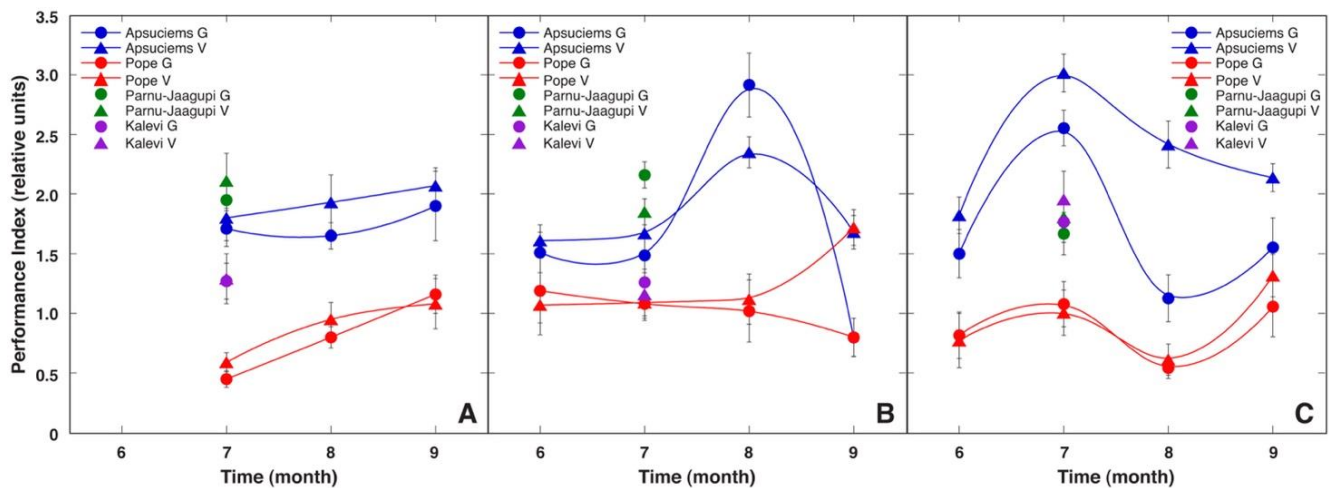 Performance Index (relative units)
3.5
3.0
2.5
2.0
1.5
1.0
0.5
0
Apsuciems G
Apsuciems V
Pope G
Pope V
Parnu-Jaagupi G
Parnu-Jaagupi V
Kalevi G
Kalevi V
A
6 7 8 9
Time (month)
Apsuciems G
Apsuciems V
Pope G
Pope V
Parnu-Jaagupi G
Parnu-Jaagupi V
Kalevi G
Kalevi V
B
6 7 8 9
Time (month)
Apsuciems G
Apsuciems V
Pope G
Pope V
Parnu-Jaagupi G
Parnu-Jaagupi V
Kalevi G
Kalevi V
C
6 7 8 9
Time (month)